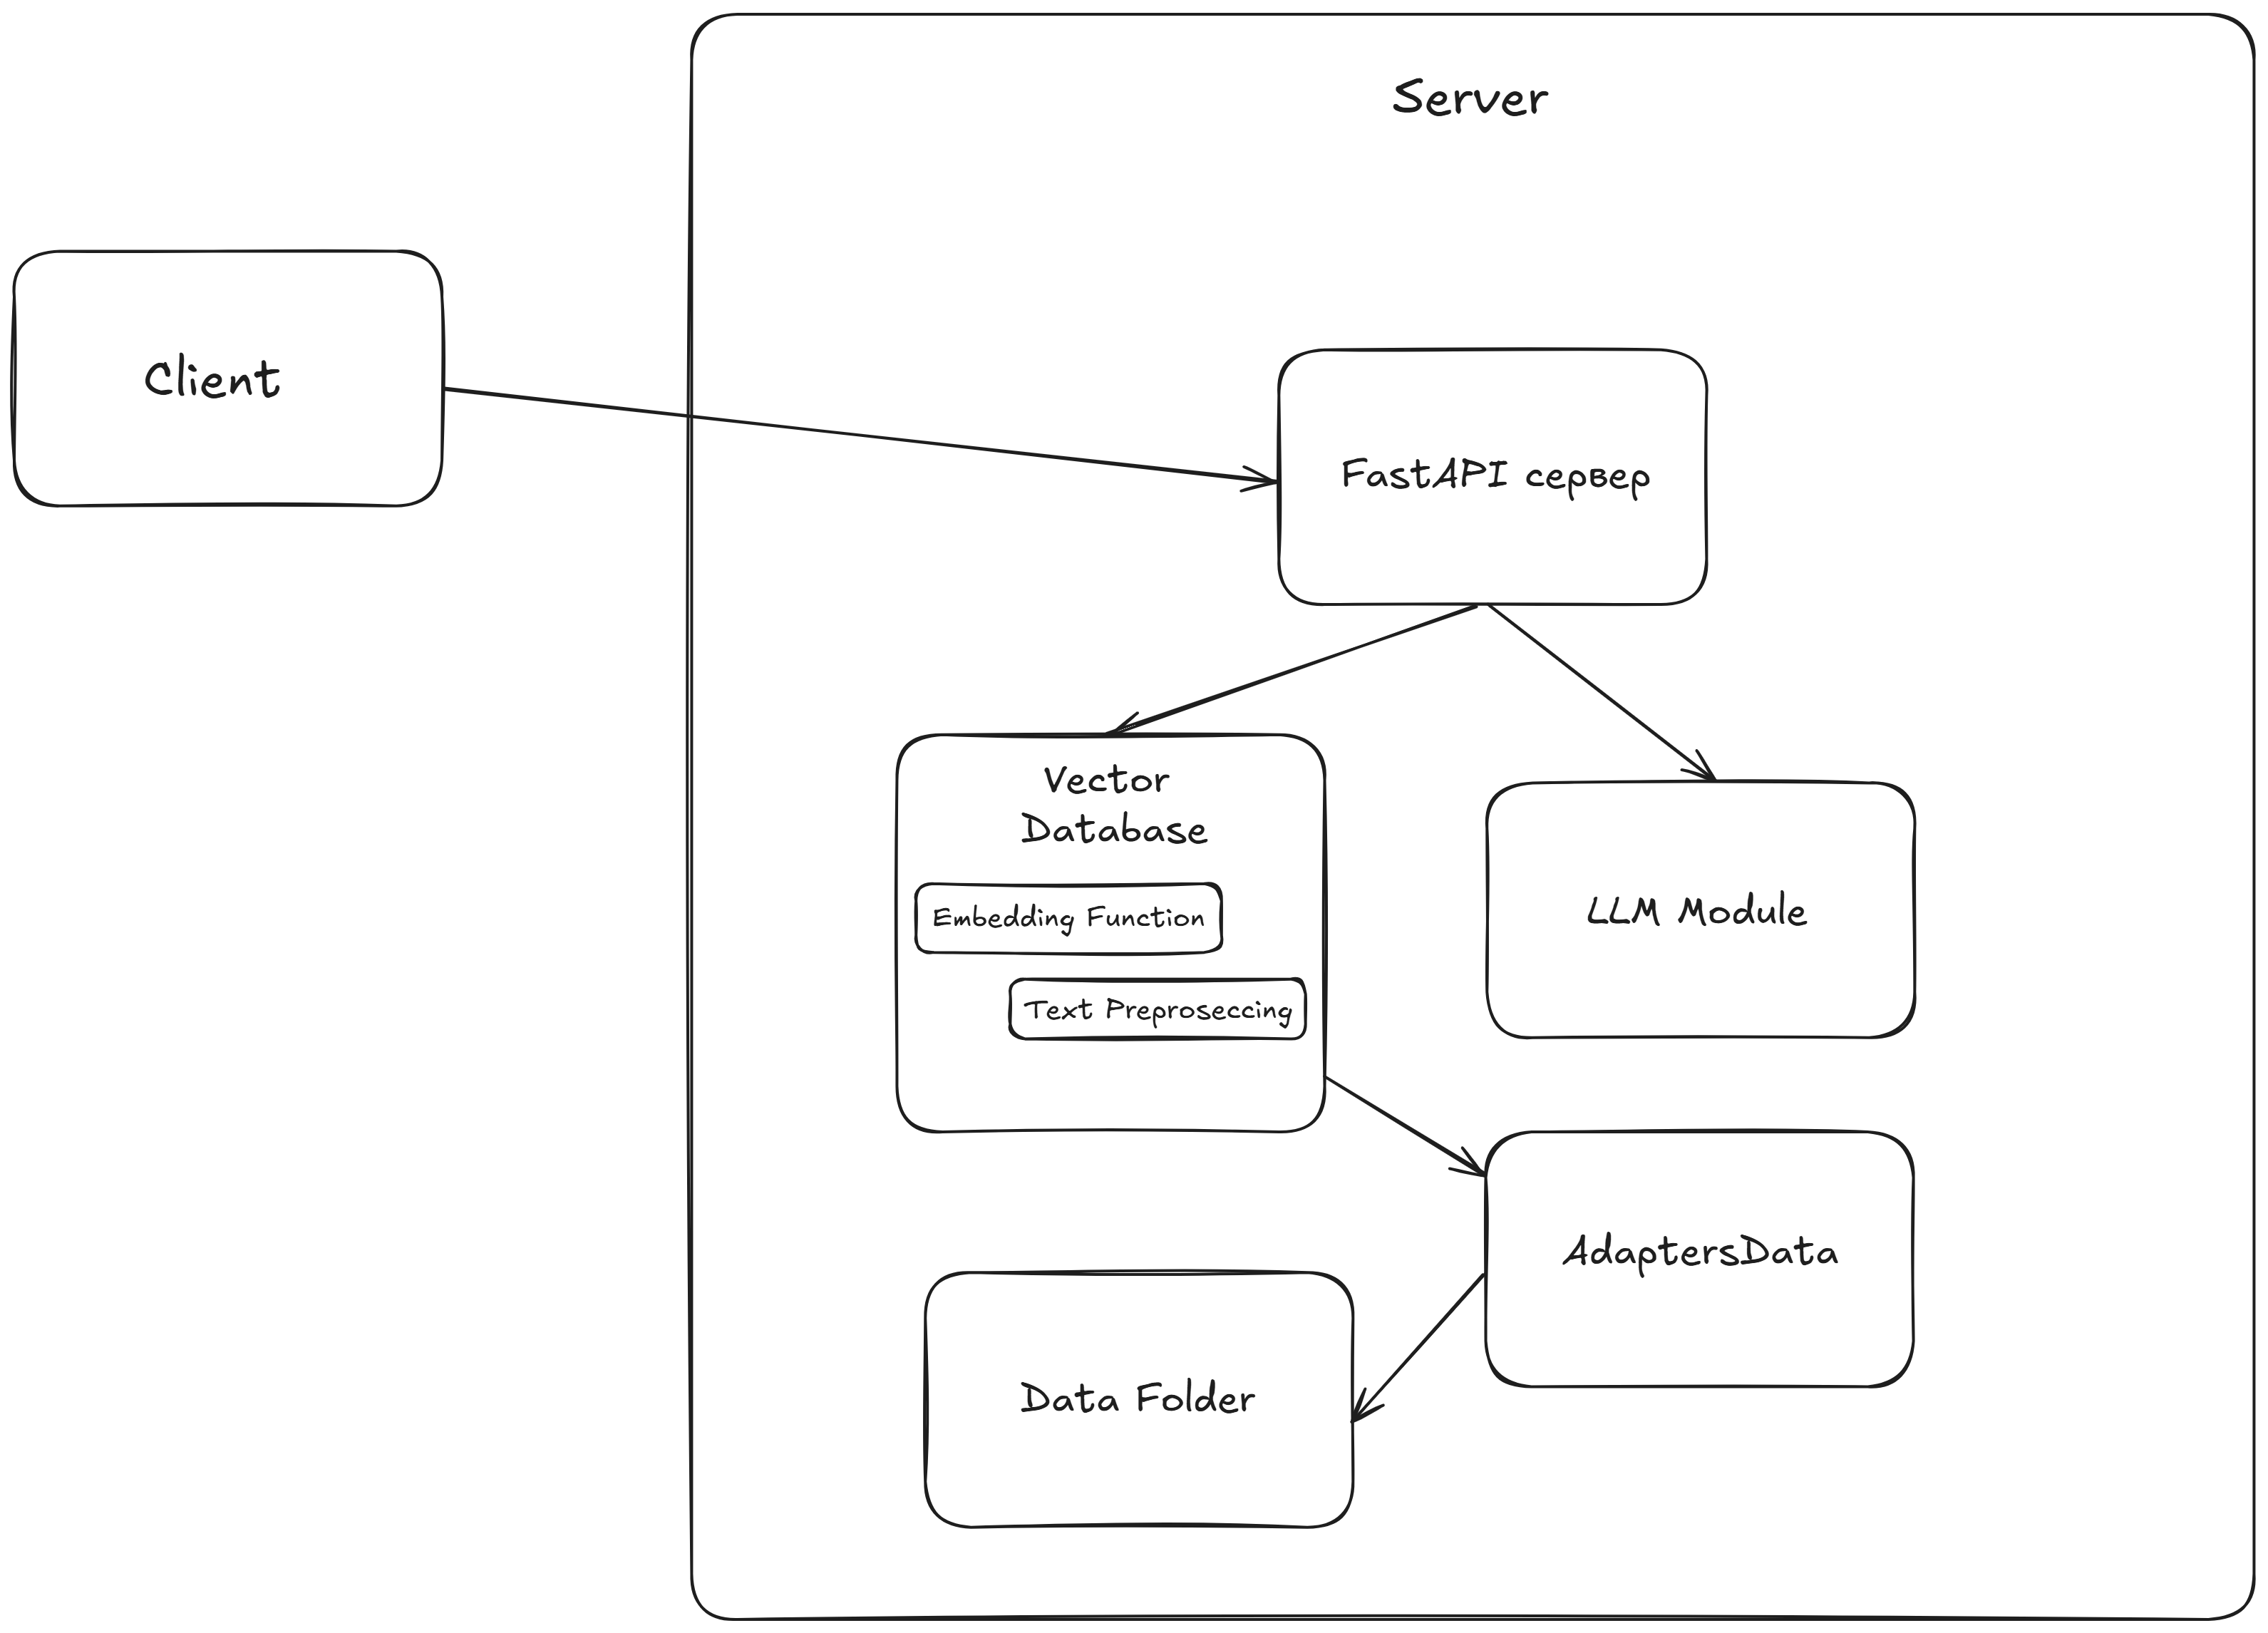 Server
Client
FastAPI сервер
Vector
Database
Embedding Function
Text Preproseccing
LLM Module
AdaptersData
Data Folder